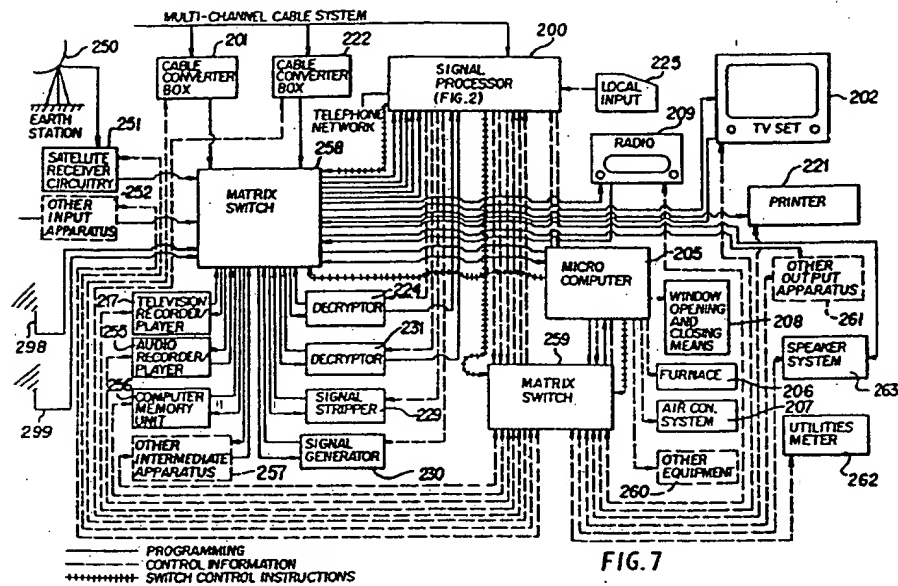 MULTI-CHANNEL CABLE SYSTEM
250
201
222
200
CABLE
CONVERTER
BOX
CABLE
CONVERTER
BOX
SIGNAL
PROCESSOR
(FIG.2)
225
LOCAL
INPUT
202
TV SET
EARTH
STATION
251
TELEPHONE
NETWORK
258
209
RADIO
SATELLITE
RECEIVER
CIRCUITRY
252
OTHER
INPUT
APPARATUS
MATRIX
SWITCH
221
PRINTER
205
MICRO
COMPUTER
OTHER
OUTPUT
APPARATUS
261
217
TELEVISION
RECORDER/
PLAYER
224
DECRYPTOR
WINDOW
OPENING
AND
CLOSING
MEANS
208
298
255
AUDIO
RECORDER/
PLAYER
231
DECRYPTOR
259
MATRIX
SWITCH
SPEAKER
SYSTEM
263
FURNACE
206
256
COMPUTER
MEMORY
UNIT
SIGNAL
STRIPPER
229
AIR CON.
SYSTEM
207
UTILITIES
METER
262
299
OTHER
INTERMEDIATE
APPARATUS
257
SIGNAL
GENERATOR
230
OTHER
EQUIPMENT
260
PROGRAMMING
CONTROL INFORMATION
SWITCH CONTROL INSTRUCTIONS
FIG.7